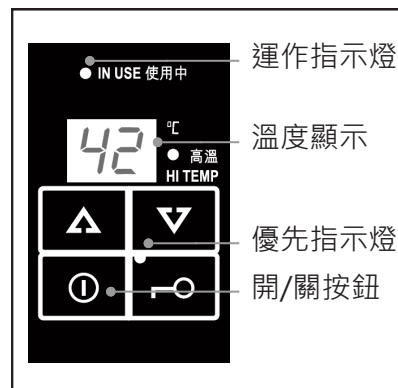 運作指示燈
IN USE 使用中
42 ℃
溫度顯示
高溫
HI TEMP
優先指示燈
開/關按鈕